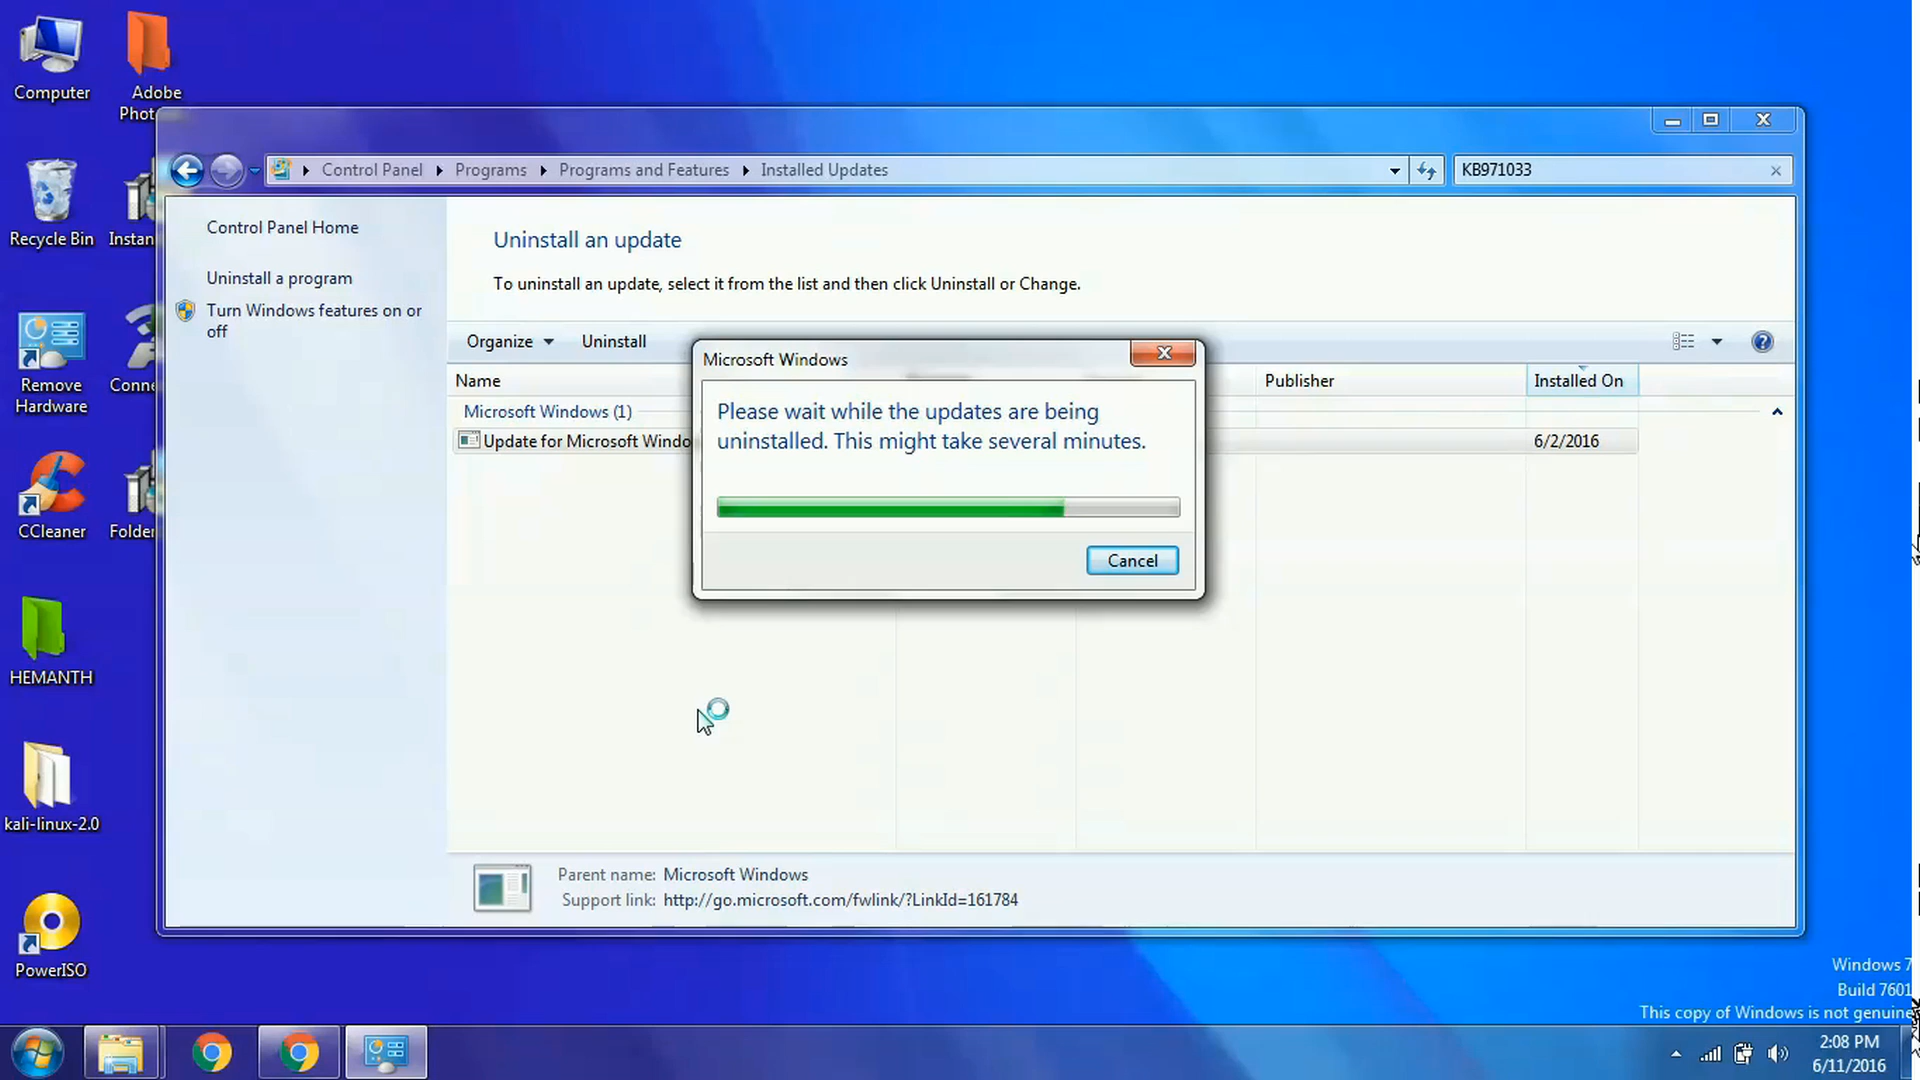 Computer
Adobe
Phot
Recycle Bin
Instan
Remove
Hardware
Conne
CCleaner
Folder
HEMANTH
kali-linux-2.0
PowerISO
Control Panel
Programs
Programs and Features
Installed Updates
KB971033
Control Panel Home
Uninstall a program
Turn Windows features on or
off
Uninstall an update
To uninstall an update, select it from the list and then click Uninstall or Change.
Organize
Uninstall
Name
Publisher
Installed On
Microsoft Windows (1)
Update for Microsoft Windo
6/2/2016
Microsoft Windows
Please wait while the updates are being
uninstalled. This might take several minutes.
Cancel
Parent name: Microsoft Windows
Support link: http://go.microsoft.com/fwlink/?LinkId=161784
Windows 7
Build 7601
This copy of Windows is not genuine
2:08 PM
6/11/2016